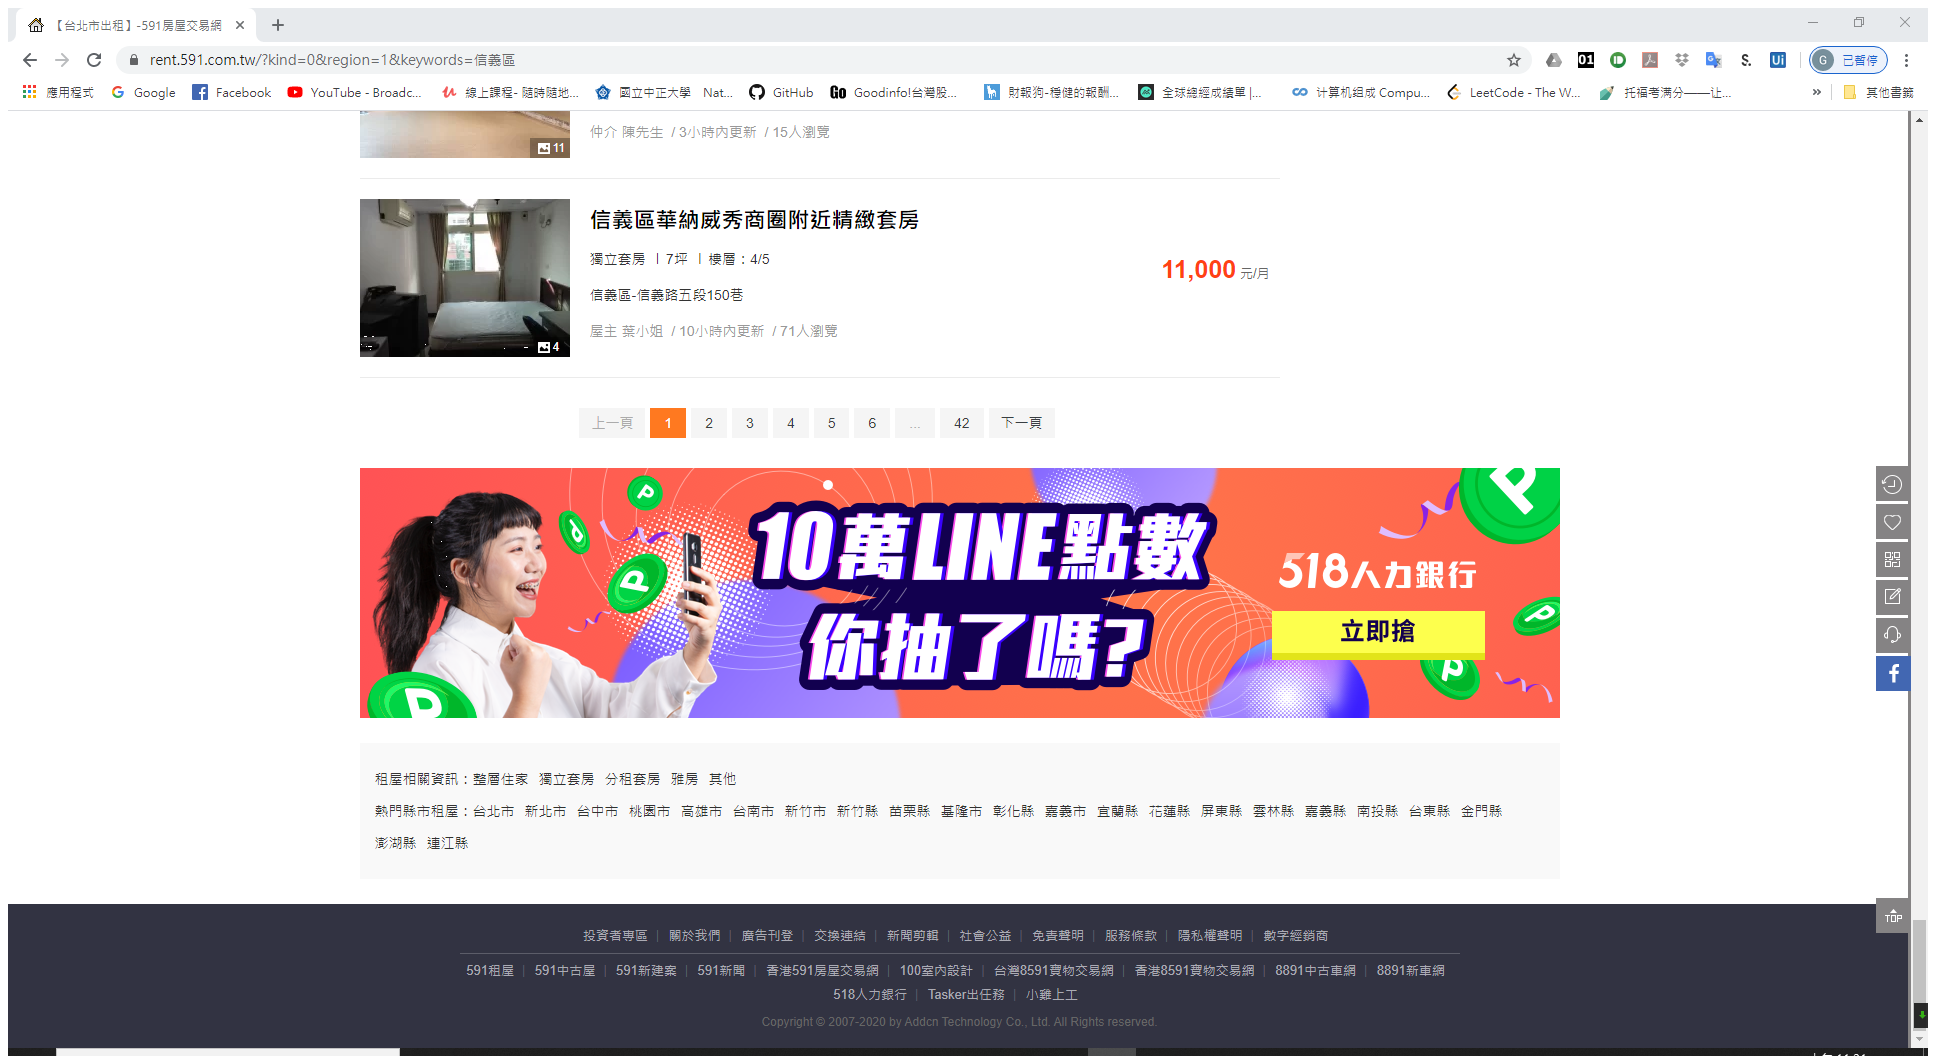 【台北市出租】-591房屋交易網
rent.591.com.tw/?kind=0&region=1&keywords=信義區
01
S.
Ui
G 已暫停
應用程式 Google Facebook YouTube - Broadc... 線上課程- 隨時隨地... 國立中正大學 Nat... GitHub Goodinfo!台灣股... 財報狗-穩健的報酬... 全球總經成績單 |... 计算机组成 Compu... LeetCode - The W... 托福考满分——让... » 其他書籤
11
仲介 陳先生 / 3小時內更新 / 15人瀏覽
4
信義區華納威秀商圈附近精緻套房
獨立套房 | 7坪 | 樓層：4/5
信義區-信義路五段150巷
屋主 葉小姐 / 10小時內更新 / 71人瀏覽
11,000 元/月
上一頁 1 2 3 4 5 6 ... 42 下一頁
10萬LINE點數
你抽了嗎?
518人力銀行
立即搶
租屋相關資訊：整層住家 獨立套房 分租套房 雅房 其他
熱門縣市租屋：台北市 新北市 台中市 桃園市 高雄市 台南市 新竹市 新竹縣 苗栗縣 基隆市 彰化縣 嘉義市 宜蘭縣 花蓮縣 屏東縣 雲林縣 嘉義縣 南投縣 台東縣 金門縣
澎湖縣 連江縣
TOP
投資者專區 | 關於我們 | 廣告刊登 | 交換連結 | 新聞剪輯 | 社會公益 | 免責聲明 | 服務條款 | 隱私權聲明 | 數字經銷商
591租屋 | 591中古屋 | 591新建案 | 591新聞 | 香港591房屋交易網 | 100室內設計 | 台灣8591寶物交易網 | 香港8591寶物交易網 | 8891中古車網 | 8891新車網
518人力銀行 | Tasker出任務 | 小雞上工
Copyright © 2007-2020 by Addcn Technology Co., Ltd. All Rights reserved.